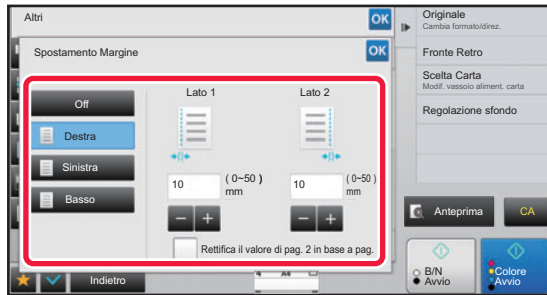 Altri
OK
Spostamento Margine
OK
Off
Destra
Sinistra
Basso
Lato 1
Lato 2
10
( 0~50 )
mm
10
( 0~50 )
mm
Rettifica il valore di pag. 2 in base a pag.
Indietro
A4
Originale
Cambia formato/direz.
Fronte Retro
Scelta Carta
Modif. vassoio aliment. carta
Regolazione sfondo
Anteprima
CA
B/N
Avvio
Colore
Avvio